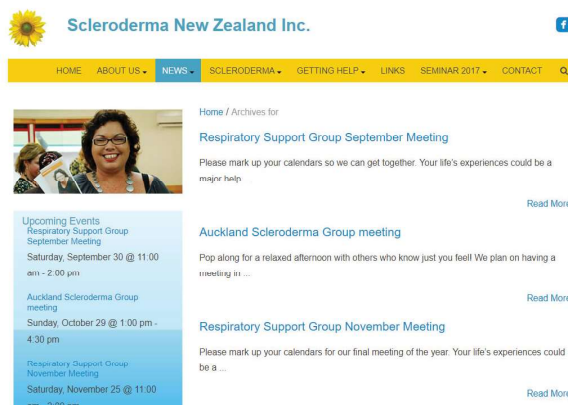 Scleroderma New Zealand Inc.
HOME ABOUT US NEWS SCLERODERMA GETTING HELP LINKS SEMINAR 2017 CONTACT
Home / Archives for
Respiratory Support Group September Meeting
Please mark up your calendars so we can get together. Your life's experiences could be a
major help
Read More
Upcoming Events
Respiratory Support Group
September Meeting
Saturday, September 30 @ 11:00
am - 2:00 pm
Auckland Scleroderma Group
meeting
Sunday, October 29 @ 1:00 pm -
4:30 pm
Respiratory Support Group
November Meeting
Saturday, November 25 @ 11:00
am - 2:00 pm
Auckland Scleroderma Group meeting
Pop along for a relaxed afternoon with others who know just you feel! We plan on having a
meeting in ...
Read More
Respiratory Support Group November Meeting
Please mark up your calendars for our final meeting of the year. Your life's experiences could
be a ...
Read More